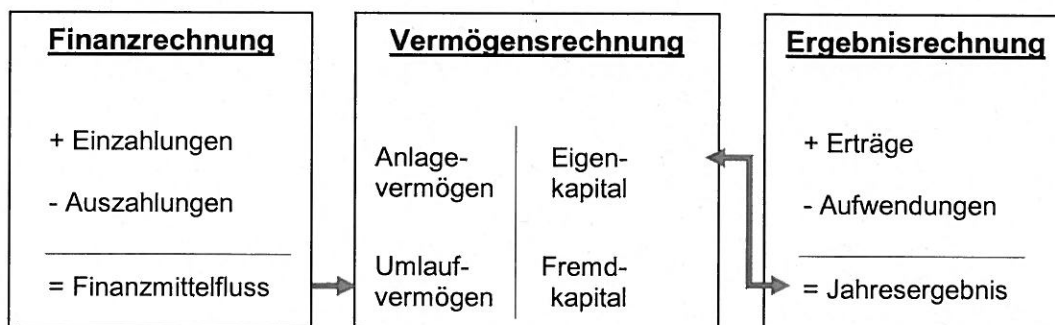 Finanzrechnung
+ Einzahlungen
- Auszahlungen
= Finanzmittelfluss
Vermögensrechnung
Anlage-
vermögen
Eigen-
kapital
Umlauf-
vermögen
Fremd-
kapital
Ergebnisrechnung
+ Erträge
- Aufwendungen
= Jahresergebnis